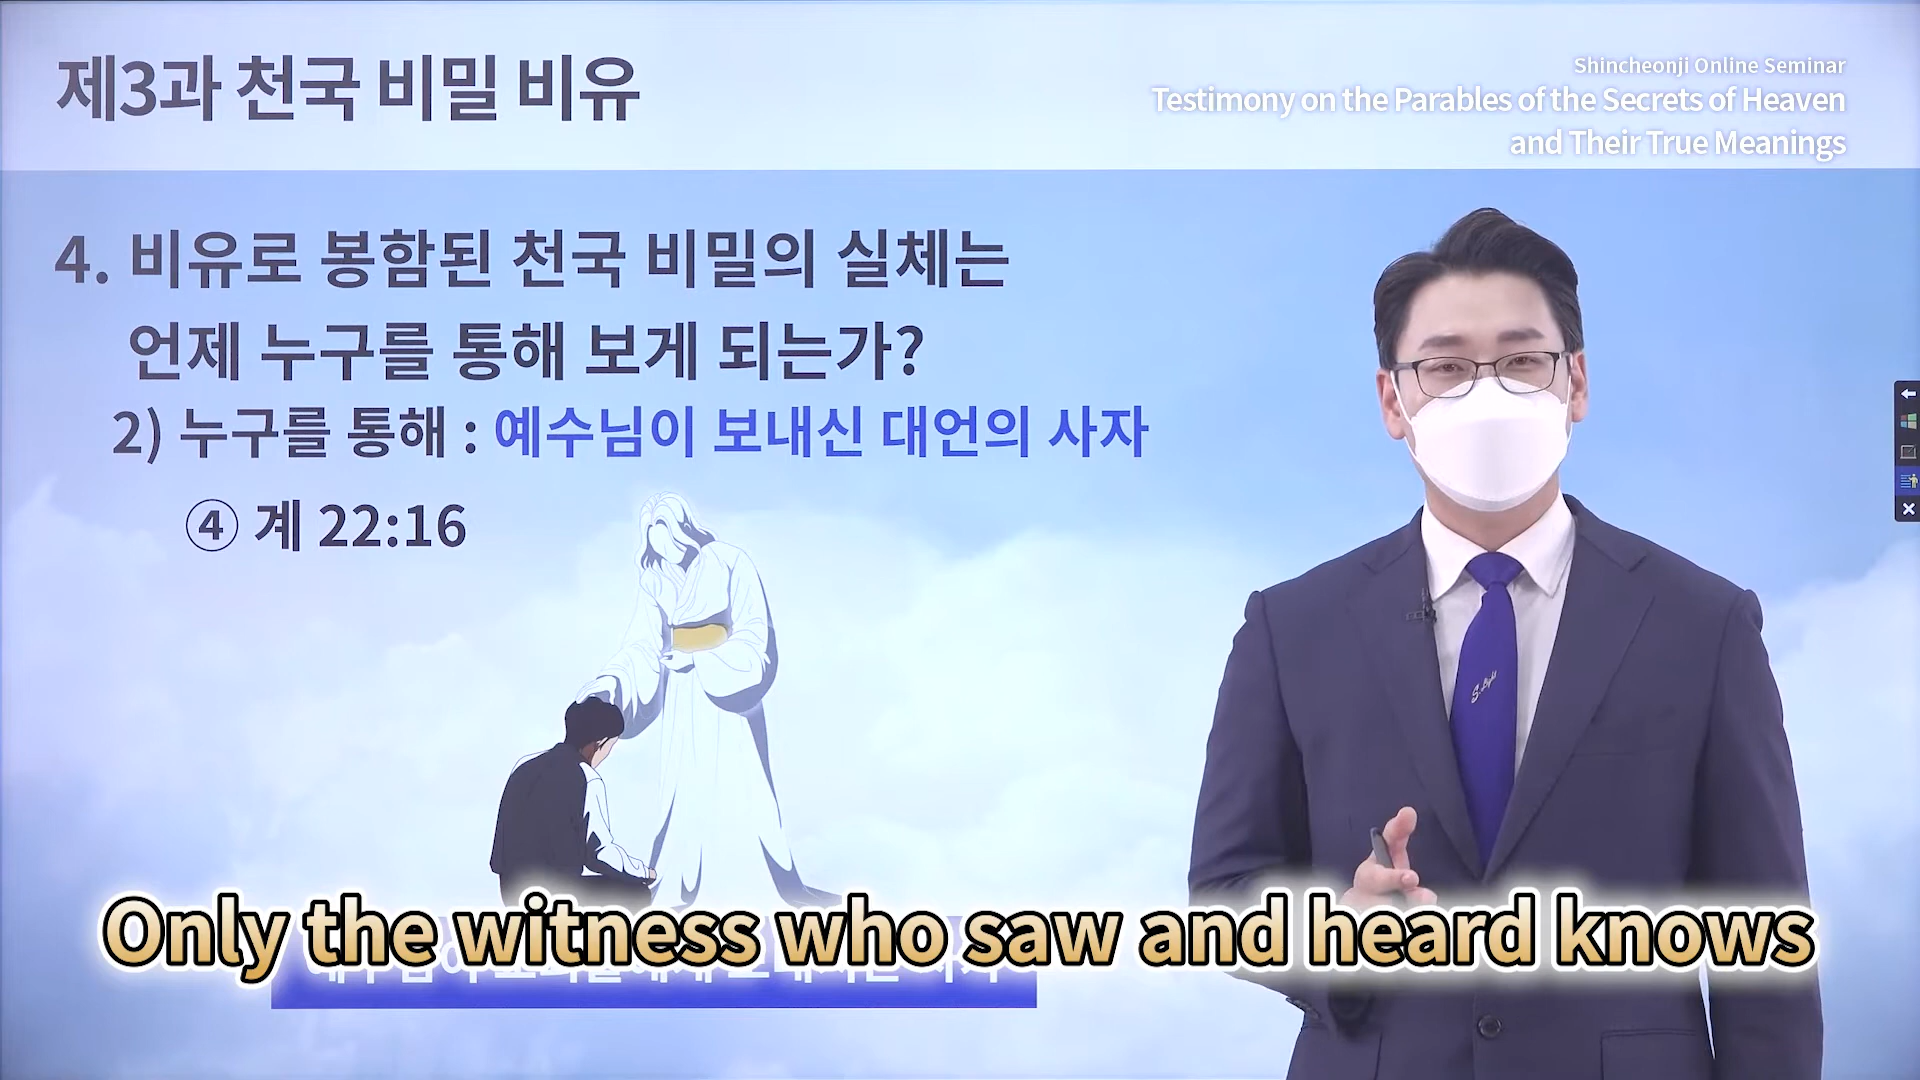 제3과 천국 비밀 비유
Shincheonji Online Seminar
Testimony on the Parables of the Secrets of Heaven
and Their True Meanings
4. 비유로 봉함된 천국 비밀의 실체는
언제 누구를 통해 보게 되는가?
2) 누구를 통해 : 예수님이 보내신 대언의 사자
④ 계 22:16
Only the witness who saw and heard knows